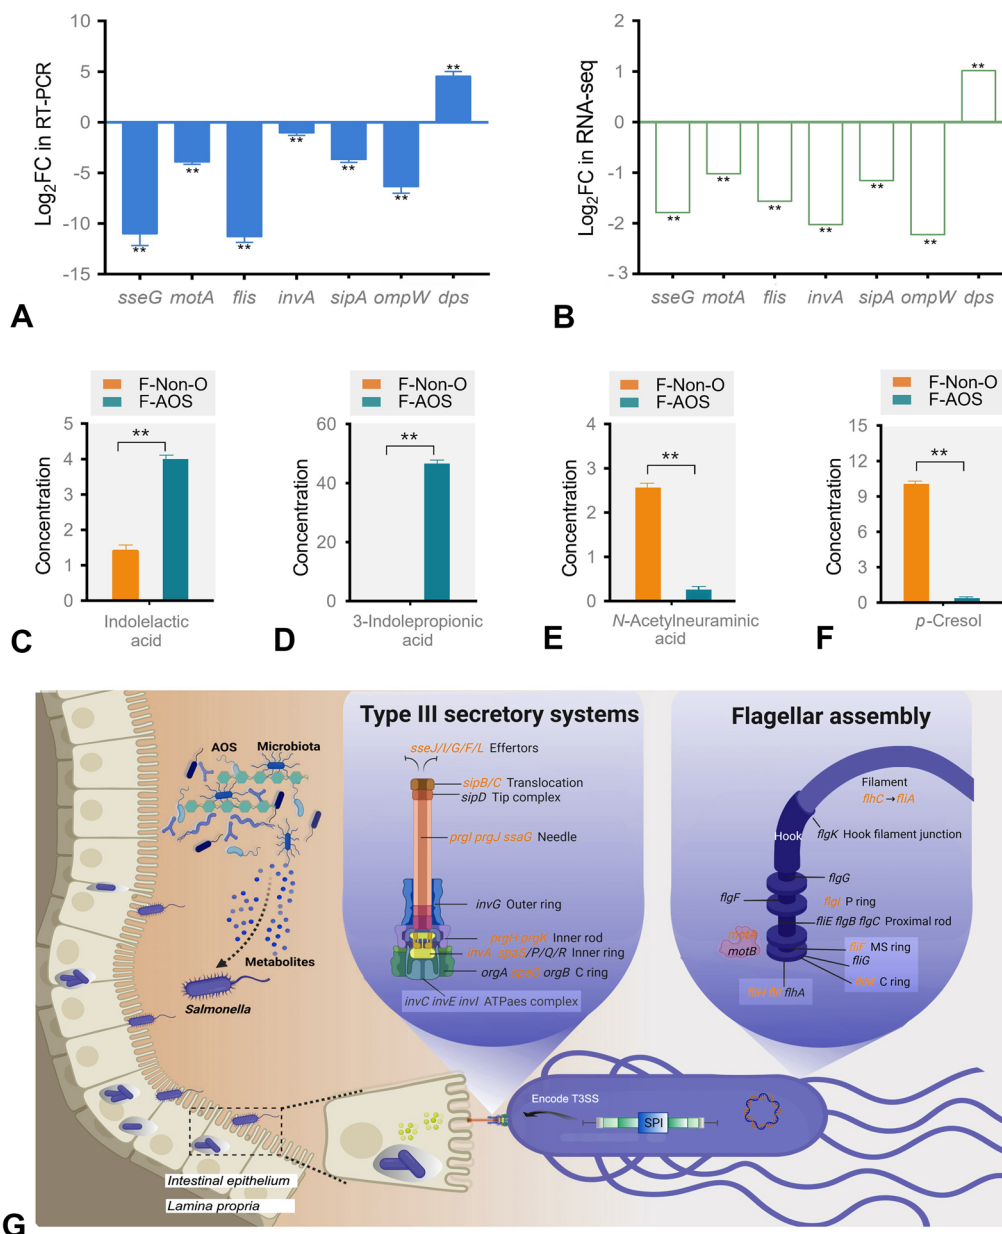 10
5
0
−5
−10
−15
Log2FC in RT-PCR
**
**
**
**
**
**
**
sseG motA flis invA sipA ompW dps
A
2
1
0
-1
-2
-3
Log2FC in RNA-seq
**
**
**
**
**
**
**
sseG motA flis invA sipA ompW dps
B
F-Non-O
F-AOS
5
4
3
2
1
0
Concentration
**
Indolelactic
acid
C
F-Non-O
F-AOS
60
40
20
0
Concentration
**
3-Indolepropionic
acid
D
F-Non-O
F-AOS
4
3
2
1
0
Concentration
**
N-Acetylneuraminic
acid
E
F-Non-O
F-AOS
15
12
9
6
3
0
Concentration
**
p-Cresol
F
AOS Microbiota
Metabolites
Salmonella
Intestinal epithelium
Lamina propria
Type III secretory systems
sseJ/I/G/F/L Effertors
sipB/C Translocation
sipD Tip complex
prgI prgJ ssaG Needle
invG Outer ring
prgH prgK Inner rod
invA spaS/P/Q/R Inner ring
orgA spaO orgB C ring
invC invE invI ATPaes complex
Flagellar assembly
Filament
flhC → fliA
Hook
flgK Hook filament junction
flgG
flgF
flgI P ring
fliE flgB flgC Proximal rod
motA
motB
fliF MS ring
fliG
fliM C ring
fliH fliI flhA
Encode T3SS
SPI
G